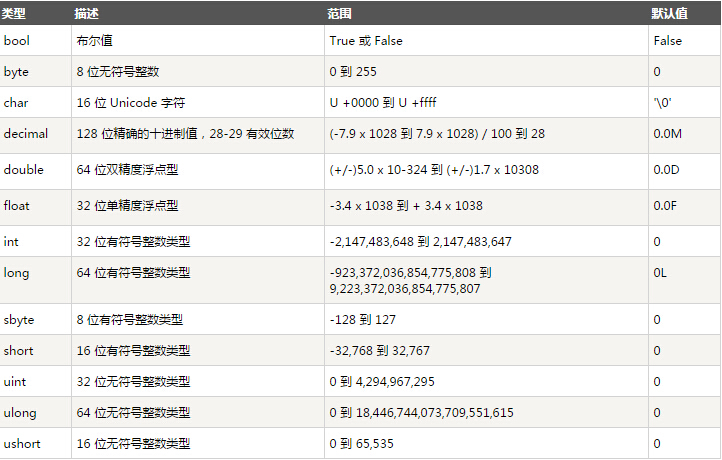 类型 描述 范围 默认值
bool 布尔值 True 或 False False
byte 8 位无符号整数 0 到 255 0
char 16 位 Unicode 字符 U +0000 到 U +ffff '\0'
decimal 128 位精确的十进制值，28-29 有效位数 (-7.9 x 1028 到 7.9 x 1028) / 100 到 28 0.0M
double 64 位双精度浮点型 (+/-)5.0 x 10-324 到 (+/-)1.7 x 10308 0.0D
float 32 位单精度浮点型 -3.4 x 1038 到 + 3.4 x 1038 0.0F
int 32 位有符号整数类型 -2,147,483,648 到 2,147,483,647 0
long 64 位有符号整数类型 -923,372,036,854,775,808 到 0L
9,223,372,036,854,775,807
sbyte 8 位有符号整数类型 -128 到 127 0
short 16 位有符号整数类型 -32,768 到 32,767 0
uint 32 位无符号整数类型 0 到 4,294,967,295 0
ulong 64 位无符号整数类型 0 到 18,446,744,073,709,551,615 0
ushort 16 位无符号整数类型 0 到 65,535 0